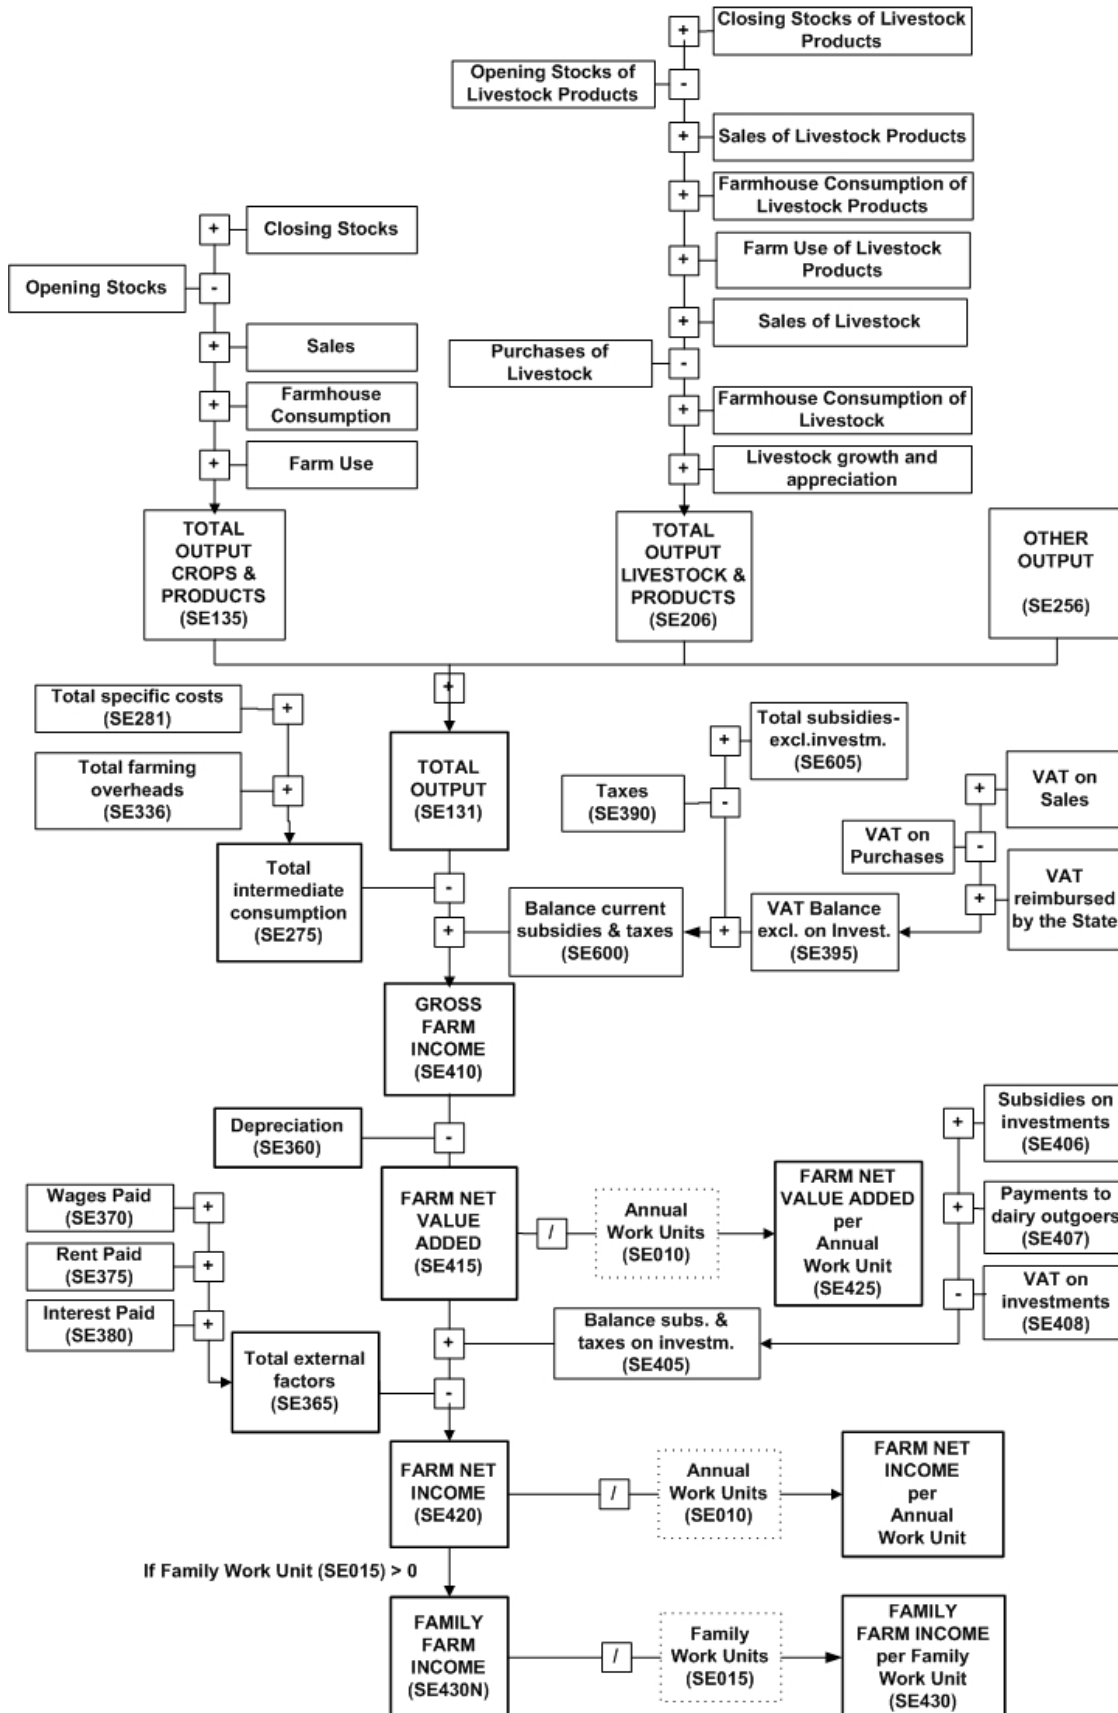 +
Closing Stocks of Livestock
Products
Opening Stocks of
Livestock Products
-
+
Sales of Livestock Products
+
Farmhouse Consumption of
Livestock Products
+
Farm Use of Livestock
Products
+
Sales of Livestock
Purchases of
Livestock
-
+
Farmhouse Consumption of
Livestock
+
Livestock growth and
appreciation
+
Closing Stocks
Opening Stocks
-
+
Sales
+
Farmhouse
Consumption
+
Farm Use
TOTAL
OUTPUT
CROPS &
PRODUCTS
(SE135)
TOTAL
OUTPUT
LIVESTOCK &
PRODUCTS
(SE206)
OTHER
OUTPUT
(SE256)
Total specific costs
(SE281)
+
Total farming
overheads
(SE336)
+
Total
intermediate
consumption
(SE275)
+
TOTAL
OUTPUT
(SE131)
-
+
+
Total subsidies-
excl.investm.
(SE605)
Taxes
(SE390)
-
+
VAT on
Sales
VAT on
Purchases
-
+
VAT
reimbursed
by the State
Balance current
subsidies & taxes
(SE600)
+
VAT Balance
excl. on Invest.
(SE395)
GROSS
FARM
INCOME
(SE410)
Depreciation
(SE360)
-
FARM NET
VALUE
ADDED
(SE415)
/
Annual
Work Units
(SE010)
FARM NET
VALUE ADDED
per
Annual
Work Unit
(SE425)
+
Subsidies on
investments
(SE406)
+
Payments to
dairy outgoers
(SE407)
-
VAT on
investments
(SE408)
Wages Paid
(SE370)
+
Rent Paid
(SE375)
+
Interest Paid
(SE380)
+
Total external
factors
(SE365)
+
Balance subs. &
taxes on investm.
(SE405)
-
FARM NET
INCOME
(SE420)
/
Annual
Work Units
(SE010)
FARM NET
INCOME
per
Annual
Work Unit
If Family Work Unit (SE015) > 0
FAMILY
FARM
INCOME
(SE430N)
/
Family
Work Units
(SE015)
FAMILY
FARM INCOME
per Family
Work Unit
(SE430)